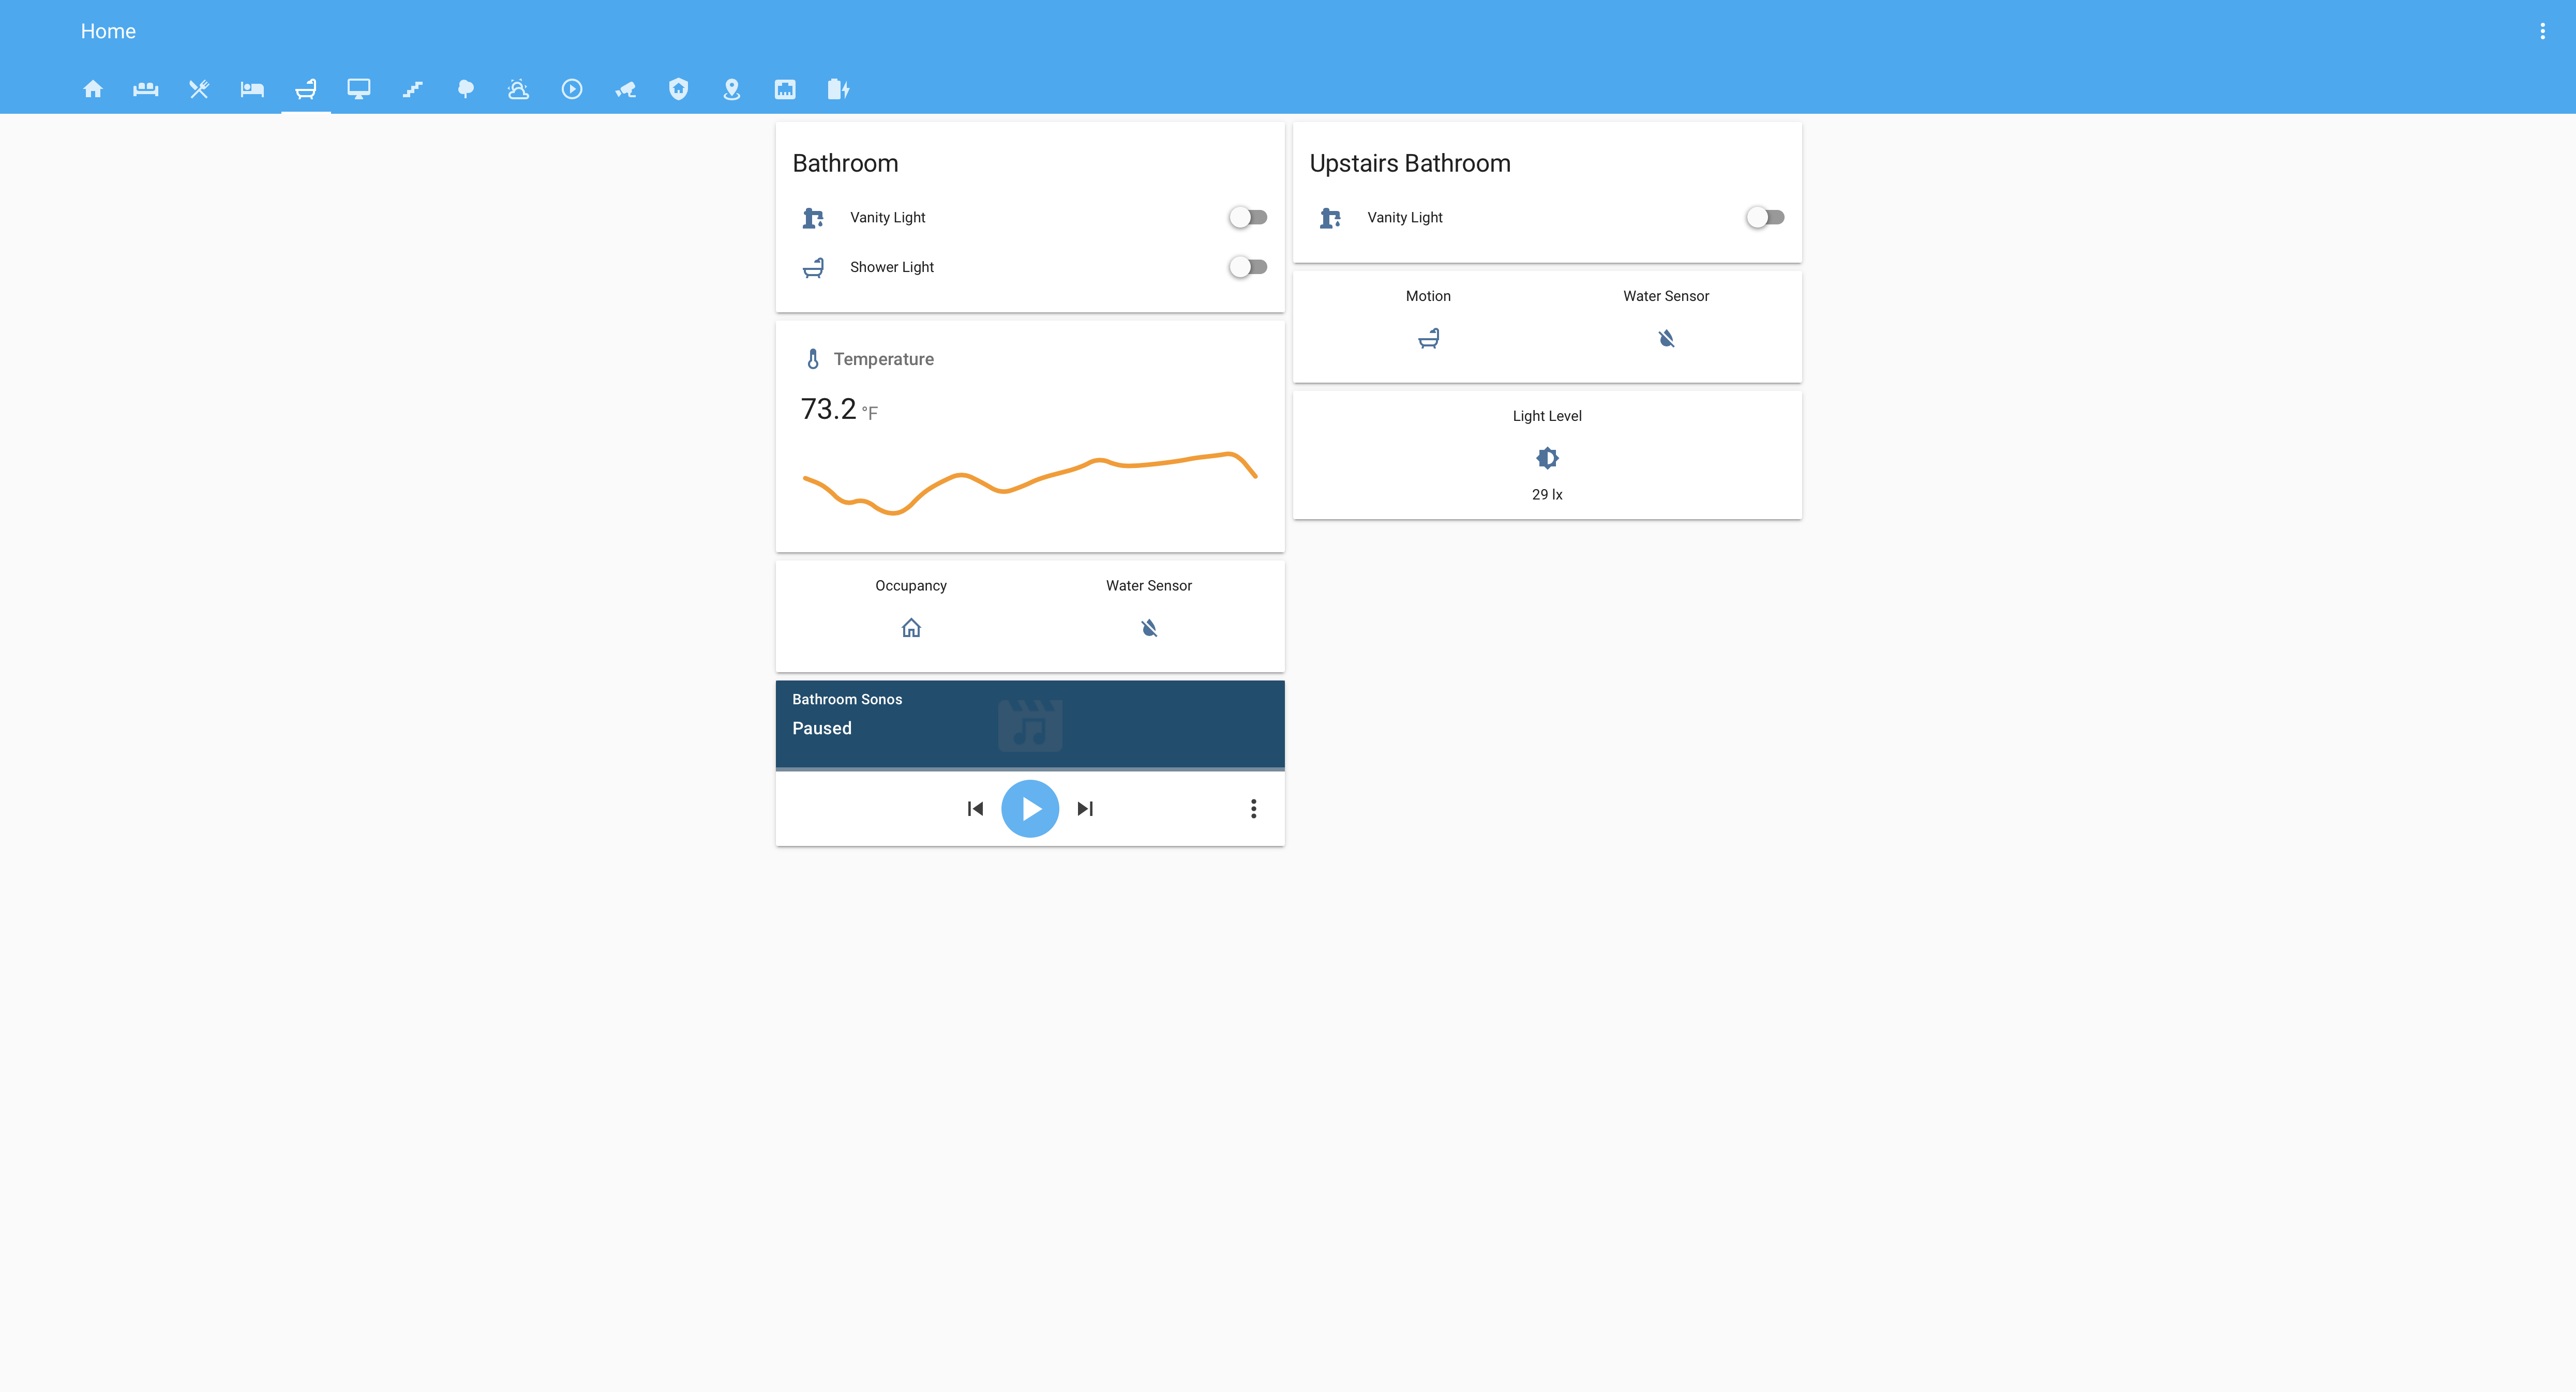 Home
Bathroom
Vanity Light
Shower Light
Temperature
73.2 °F
Occupancy
Water Sensor
Bathroom Sonos
Paused
Upstairs Bathroom
Vanity Light
Motion
Water Sensor
Light Level
29 lx